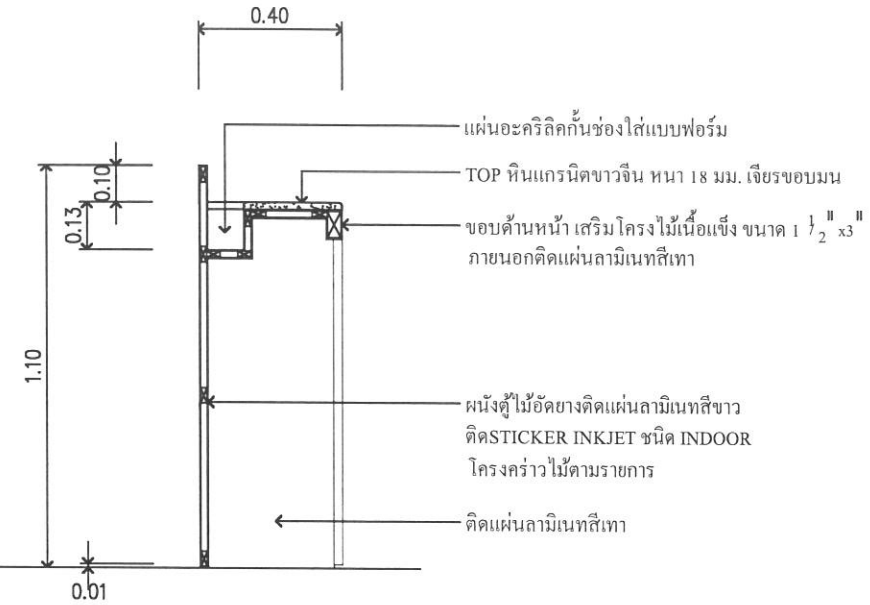 0.40
แผ่นอะคริลิคกั้นช่องใส่แบบฟอร์ม
0.10
TOP หินแกรนิตขาวจีน หนา 18 มม. เจียรขอบมน
0.13
ขอบด้านหน้า เสริมโครงไม้เนื้อแข็ง ขนาด 1 1/2" x3"
ภายนอกติดแผ่นลามิเนทสีเทา
1.10
ผนังตู้ไม้อัดยางติดแผ่นลามิเนทสีขาว
ติดSTICKER INKJET ชนิด INDOOR
โครงคร่าวไม้ตามรายการ
ติดแผ่นลามิเนทสีเทา
0.01